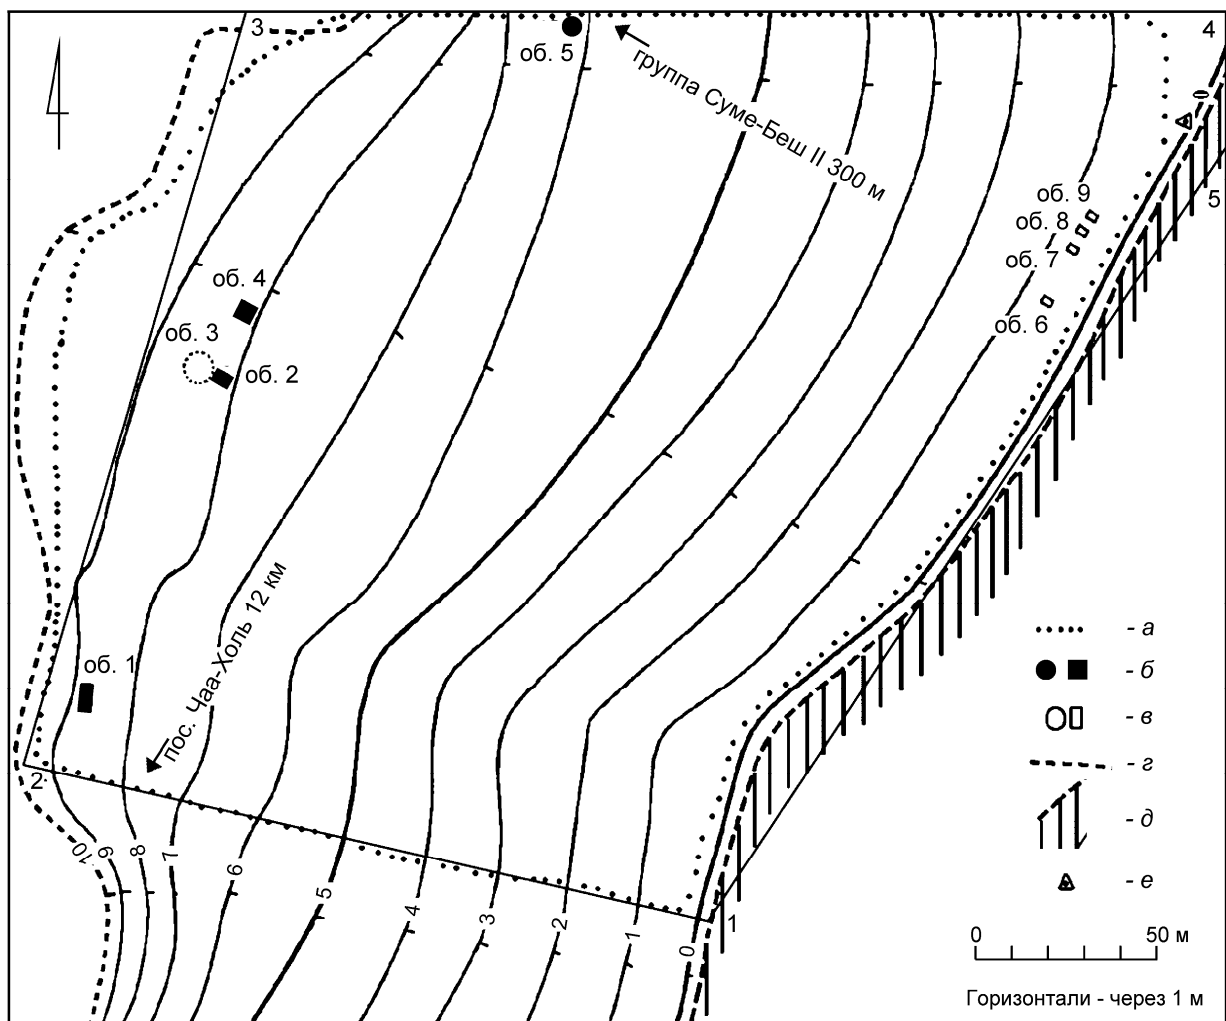 3
4
об. 5
группа Суме-Беш II 300 м
0
5
об. 9
об. 8
об. 7
об. 6
об. 4
об. 3
об. 2
пос. Чаа-Холь 12 км
об. 1
2
10
9
8
7
6
5
4
3
2
1
0
1
- а
- б
- в
- г
- д
- е
0 50 м
Горизонтали - через 1 м